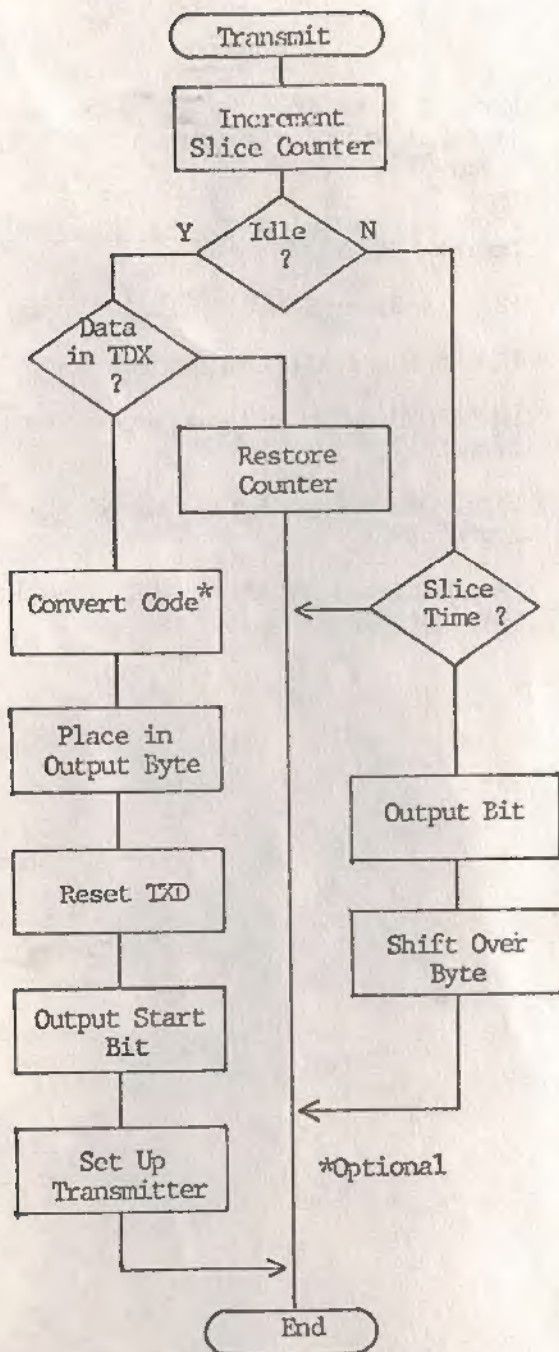 Transmit
Increment
Slice Counter
Y
Idle
?
N
Data
in TDX
?
Restore
Counter
Convert Code*
Slice
Time ?
Place in
Output Byte
Output Bit
Reset TXD
Shift Over
Byte
Output Start
Bit
Set Up
Transmitter
*Optional
End